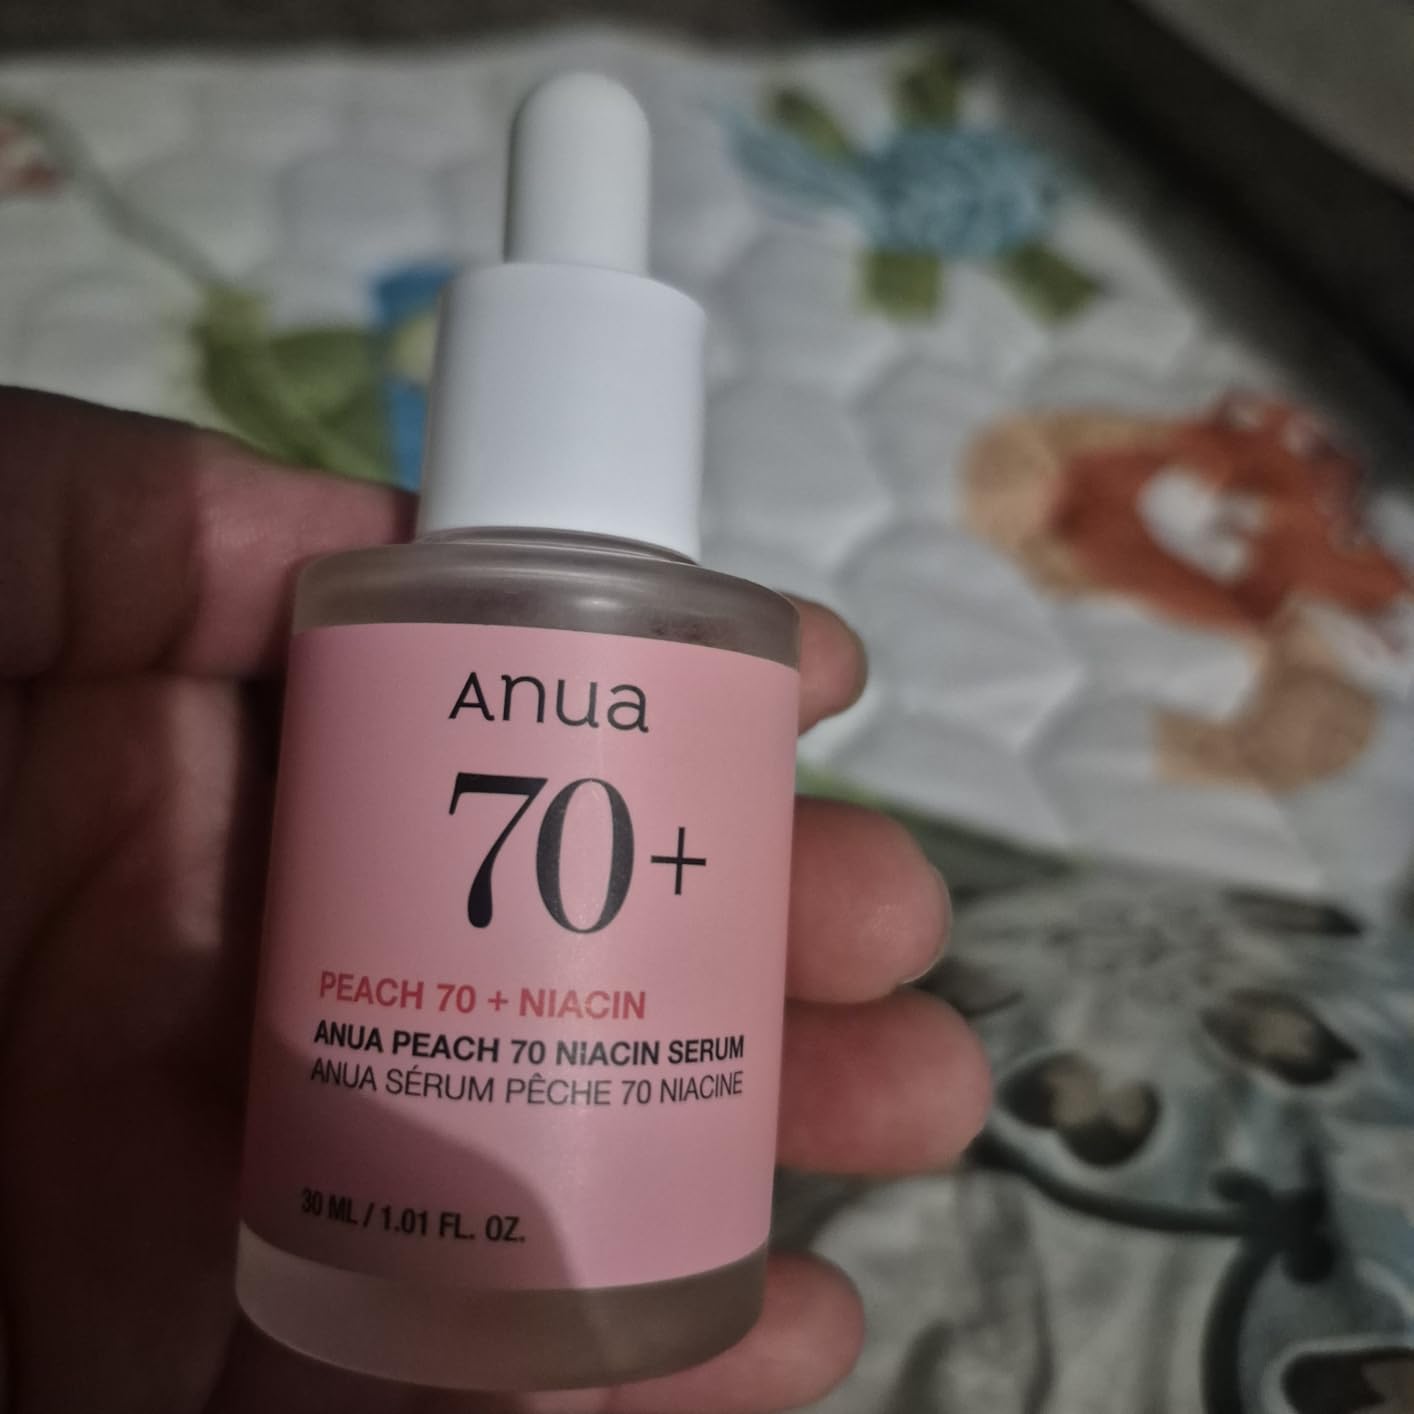 Anua
70+
PEACH 70 + NIACIN
ANUA PEACH 70 NIACIN SERUM
ANUA SÉRUM PÊCHE 70 NIACINE
30 ML / 1.01 FL. OZ.